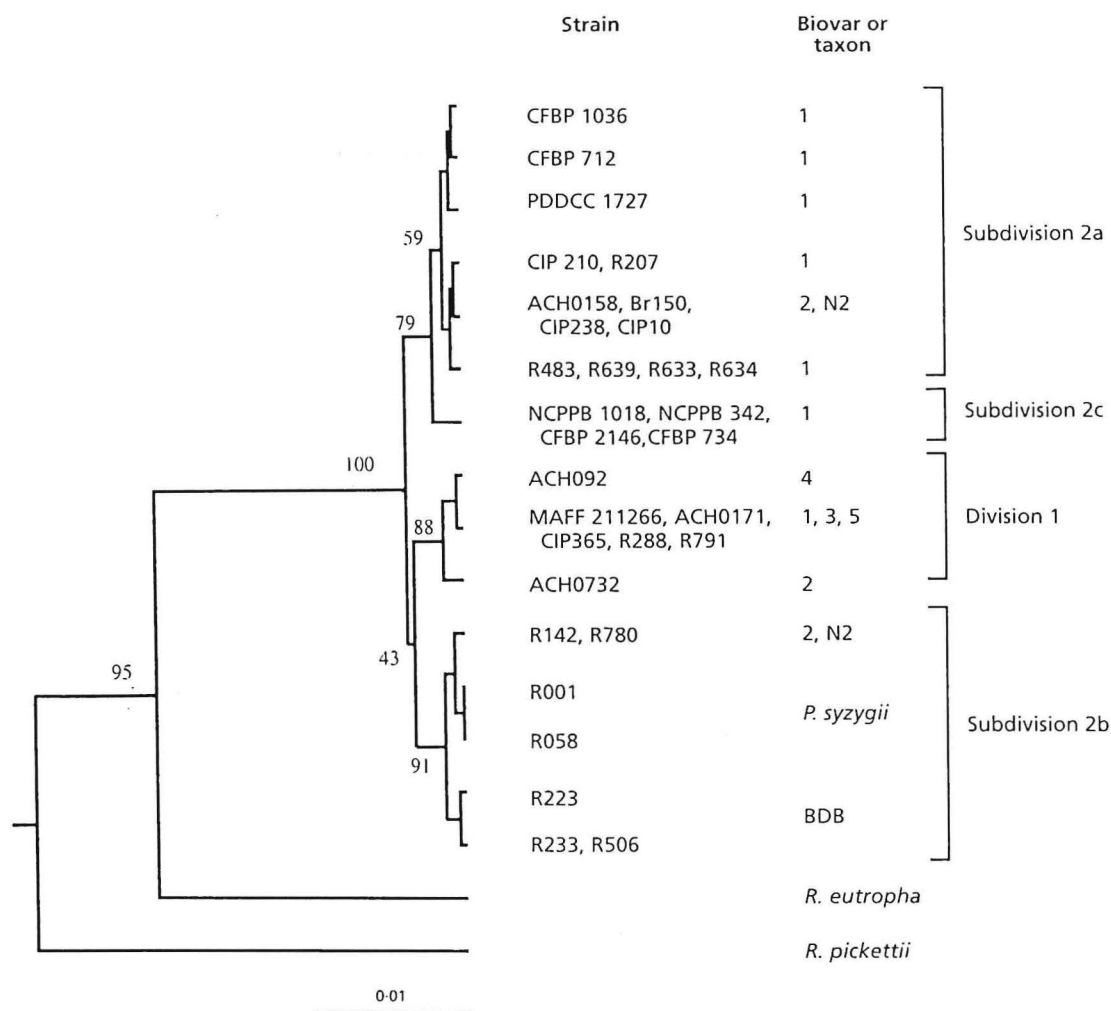 Strain Biovar or
taxon
CFBP 1036 1
CFBP 712 1
PDDCC 1727 1
Subdivision 2a
59
CIP 210, R207 1
ACH0158, Br150, 2, N2
CIP238, CIP10
79
R483, R639, R633, R634 1
NCPPB 1018, NCPPB 342, 1 Subdivision 2c
CFBP 2146,CFBP 734
100
ACH092 4
MAFF 211266, ACH0171, 1, 3, 5 Division 1
CIP365, R288, R791
88
ACH0732 2
R142, R780 2, N2
43
95
R001
P. syzygii
Subdivision 2b
R058
91
R223
BDB
R233, R506
R. eutropha
R. pickettii
0·01